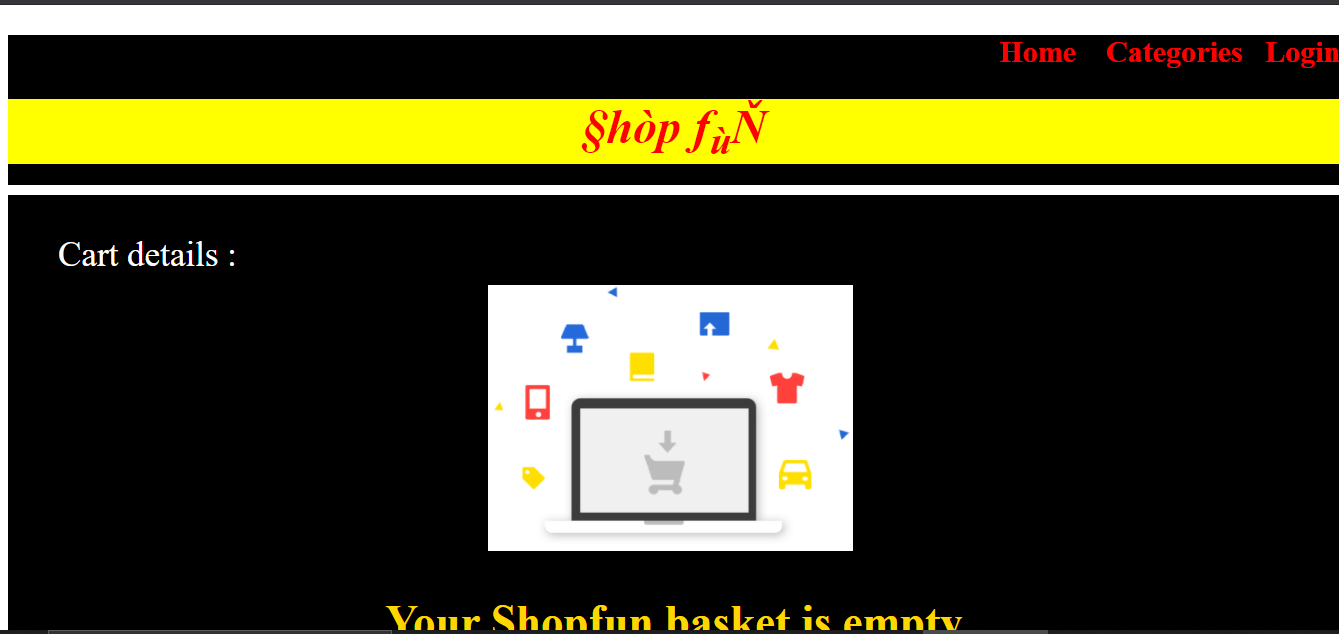 Home Categories Login
§hòp fùŇ
Cart details :
Your Shopfun basket is empty